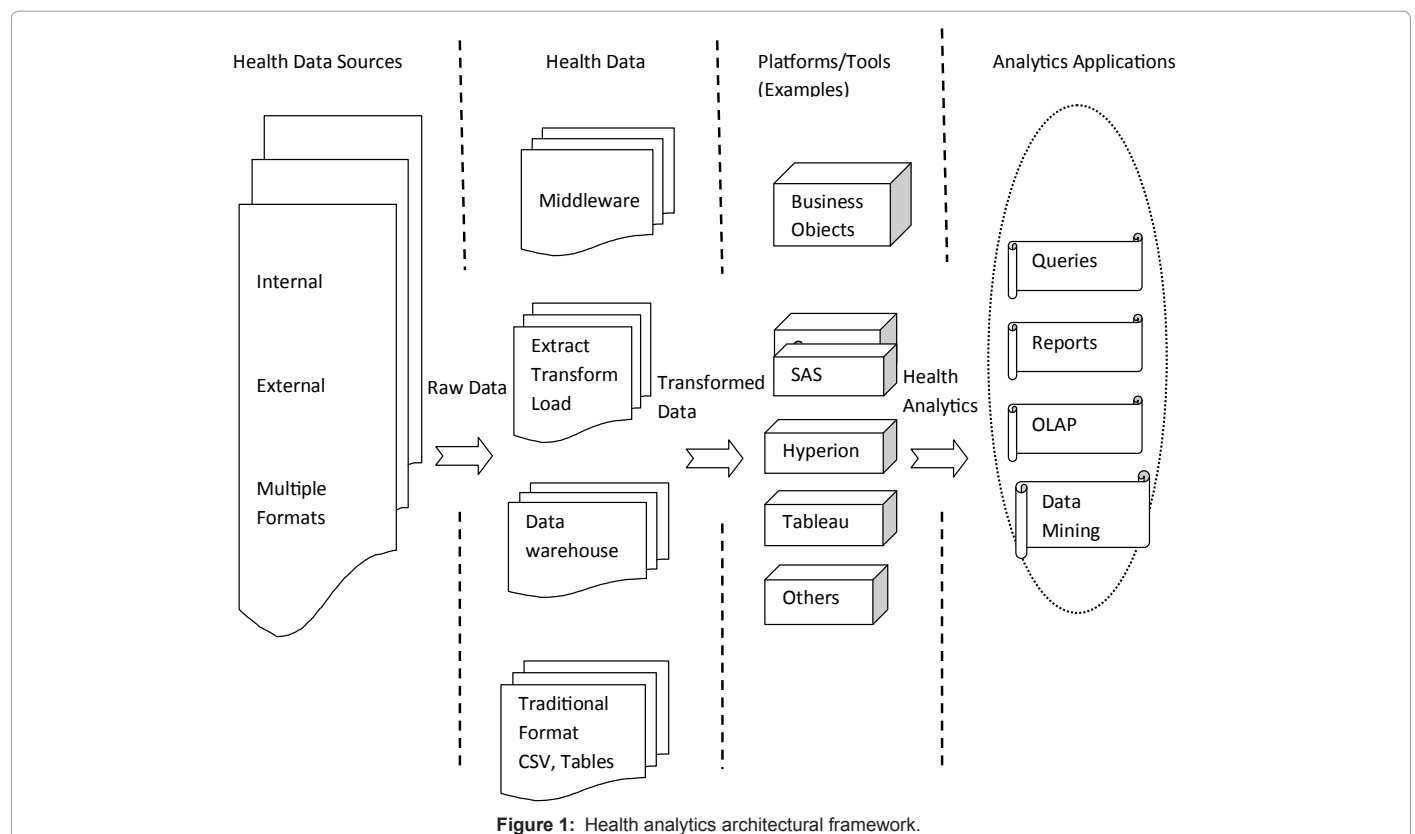 Health Data Sources
Health Data
Platforms/Tools
(Examples)
Analytics Applications
Internal
External
Multiple
Formats
Raw Data
Middleware
Extract
Transform
Load
Data
warehouse
Traditional
Format
CSV, Tables
Transformed
Data
Business
Objects
SAS
Hyperion
Tableau
Others
Health
Analytics
Queries
Reports
OLAP
Data
Mining
Figure 1: Health analytics architectural framework.